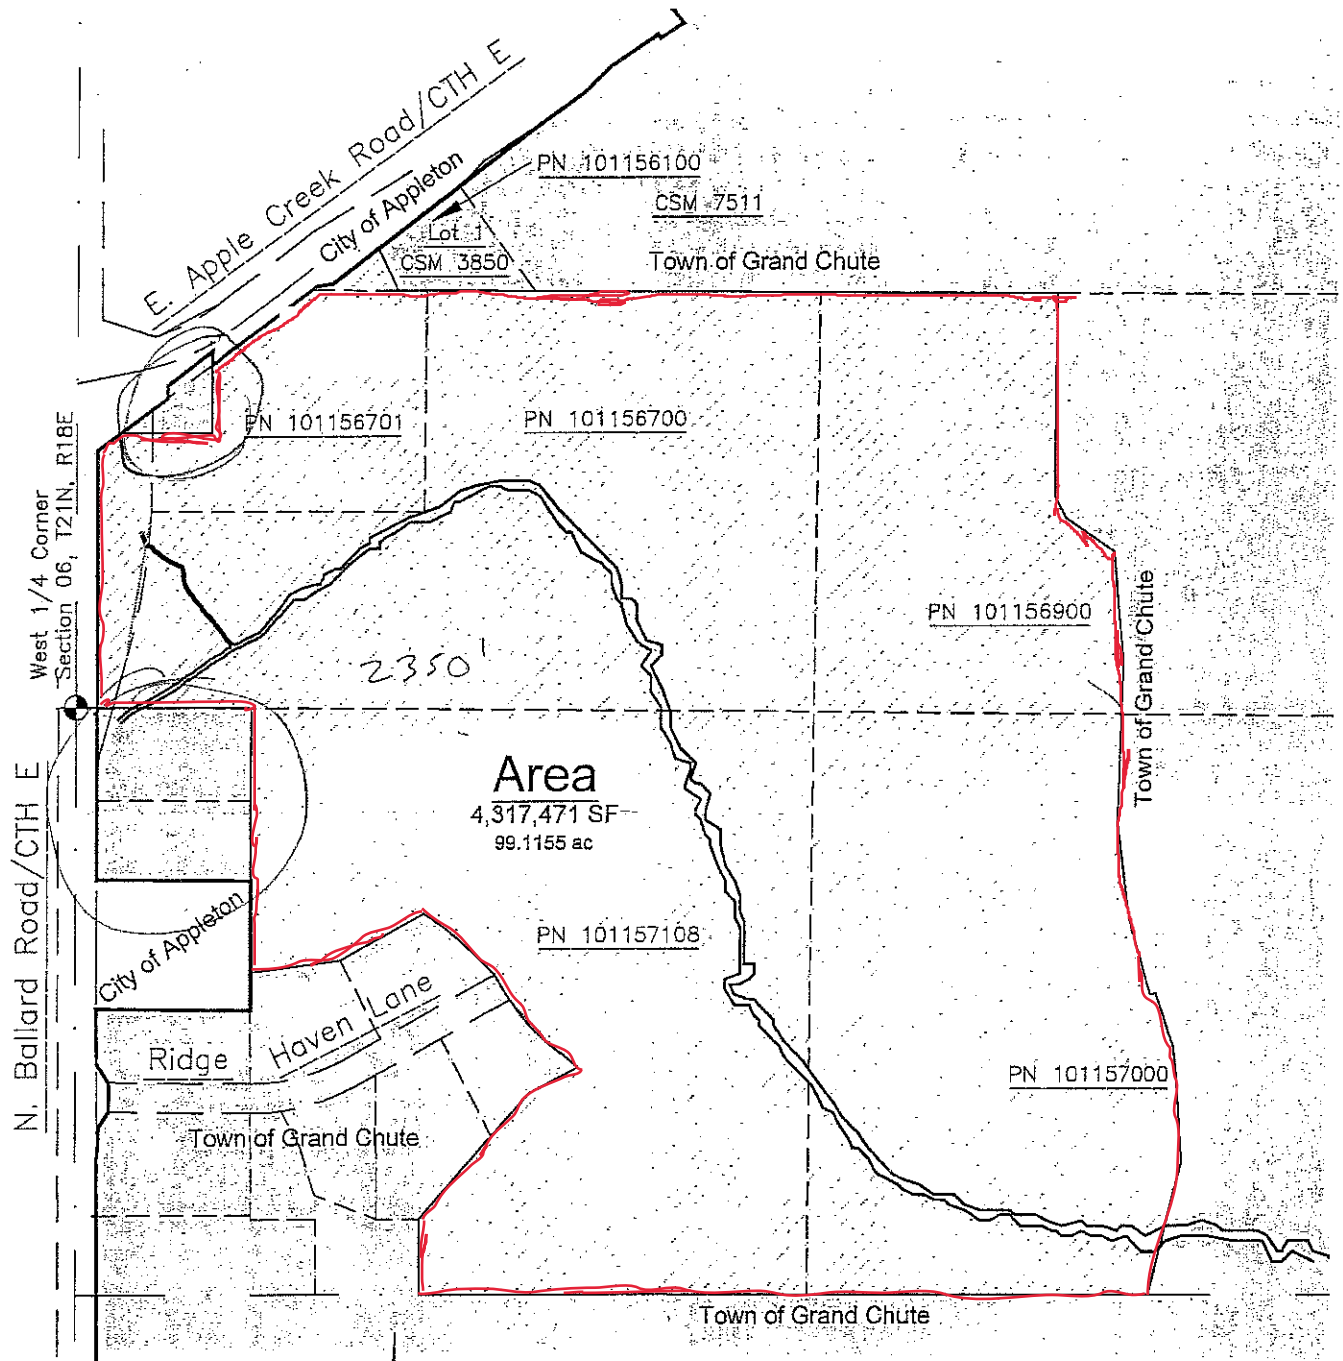 E. Apple Creek Road/CTH E
City of Appleton
PN 101156100
CSM 7511
Lot 1
CSM 3850
Town of Grand Chute
PN 101156701
PN 101156700
West 1/4 Corner
Section 06, T21N, R18E
PN 101156900
Town of Grand Chute
2350'
Area
4,317,471 SF
99.1155 ac
N. Ballard Road/CTH E
City of Appleton
PN 101157108
Ridge Haven Lane
PN 101157000
Town of Grand Chute
Town of Grand Chute